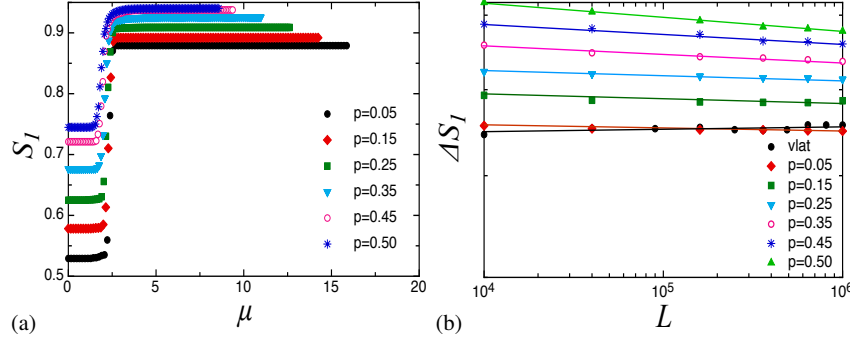 0.9
0.8
0.7
0.6
0.5
S1
0 5 10 15 20
μ
p=0.05
p=0.15
p=0.25
p=0.35
p=0.45
p=0.50
(a)
ΔS1
10^4 10^5 10^6
L
vlat
p=0.05
p=0.15
p=0.25
p=0.35
p=0.45
p=0.50
(b)